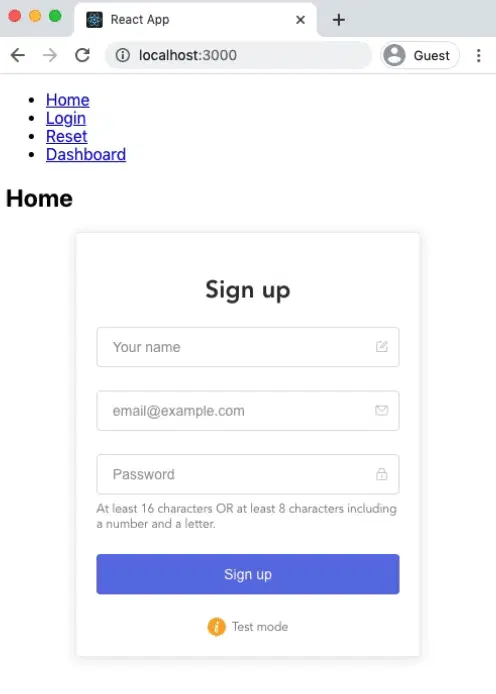 React App
localhost:3000
Guest
Home
Login
Reset
Dashboard
Home
Sign up
Your name
email@example.com
Password
At least 16 characters OR at least 8 characters including
a number and a letter.
Sign up
Test mode